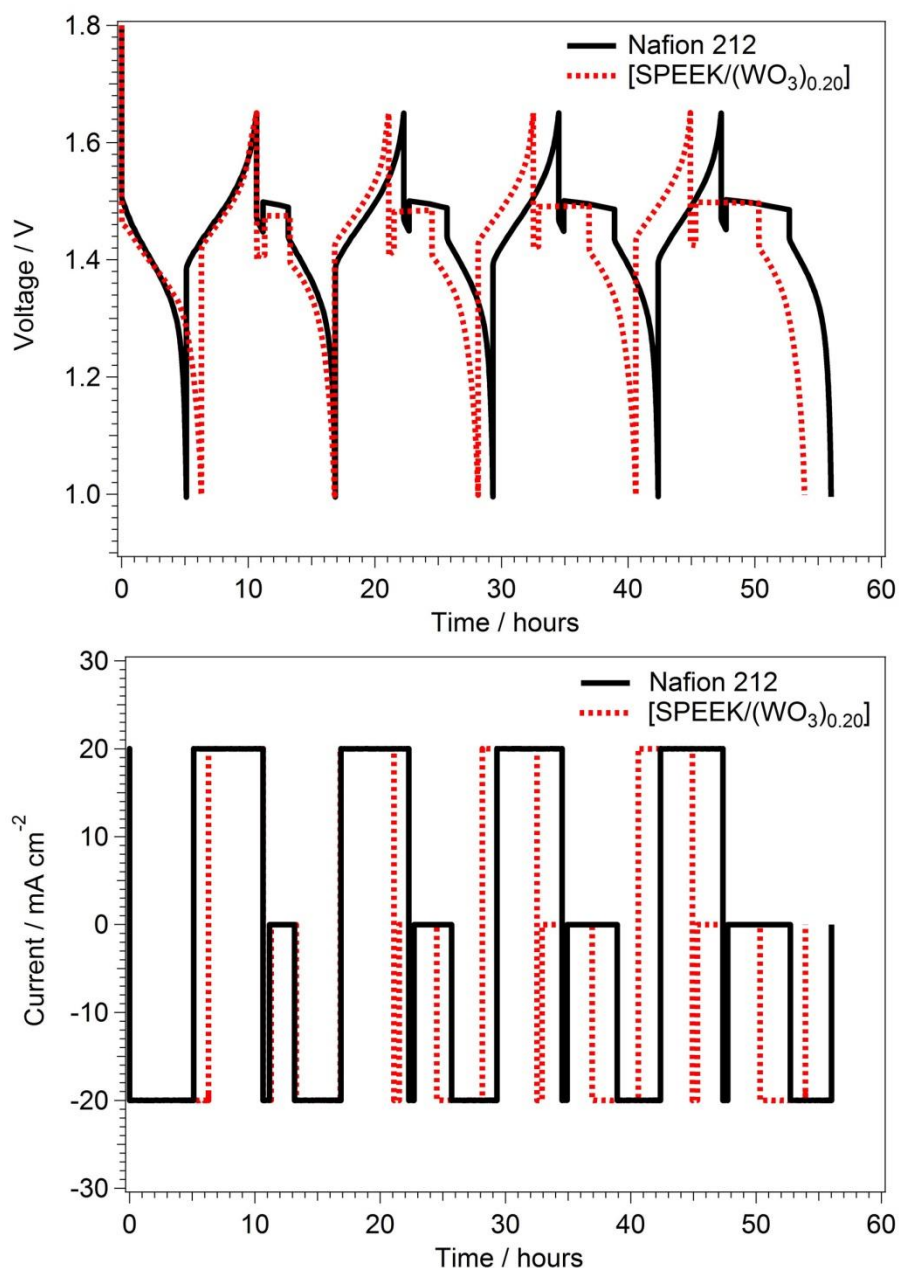 1.8
1.6
1.4
1.2
1.0
Voltage / V
Nafion 212
[SPEEK/(WO₃)₀.₂₀]
0 10 20 30 40 50 60
Time / hours
30
20
10
0
-10
-20
-30
Current / mA cm⁻²
Nafion 212
[SPEEK/(WO₃)₀.₂₀]
0 10 20 30 40 50 60
Time / hours